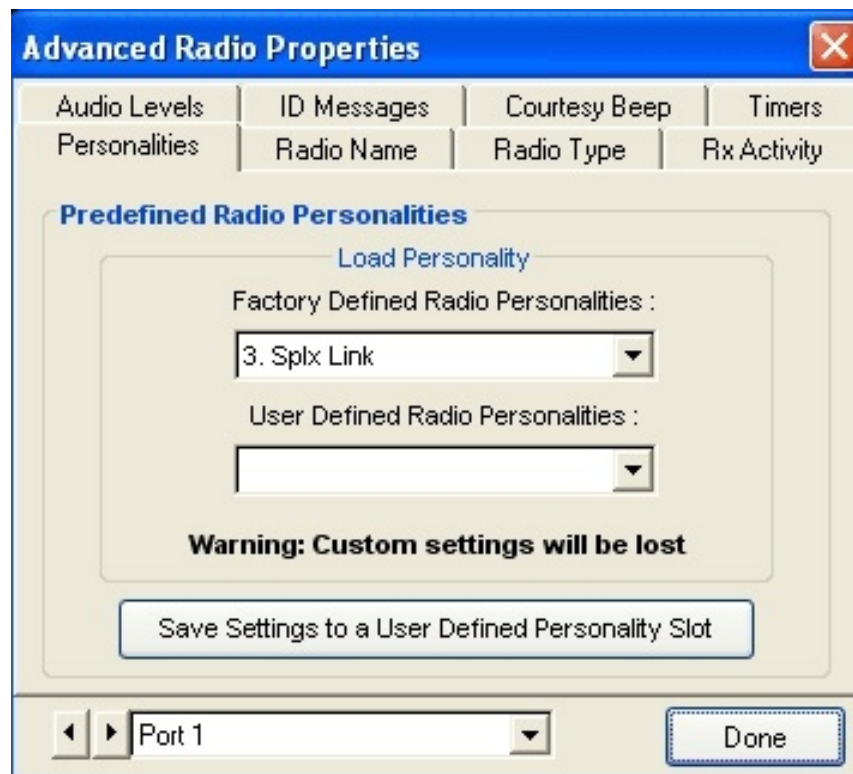 Advanced Radio Properties
Audio Levels ID Messages Courtesy Beep Timers
Personalities Radio Name Radio Type Rx Activity
Predefined Radio Personalities
Load Personality
Factory Defined Radio Personalities :
3. Splx Link
User Defined Radio Personalities :
Warning: Custom settings will be lost
Save Settings to a User Defined Personality Slot
Port 1 Done